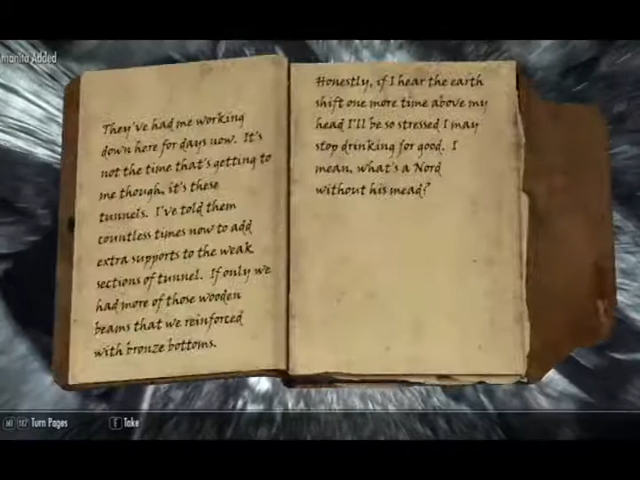 Amanita Added
They've had me working
down here for days now. It's
not the time that's getting to
me though, it's these
tunnels. I've told them
countless times now to add
extra supports to the weak
sections of tunnel. If only we
had more of those wooden
beams that we reinforced
with bronze bottoms.
Honestly, if I hear the earth
shift one more time above my
head I'll be so stressed I may
stop drinking for good. I
mean, what's a Nord
without his mead?
Turn Pages
E Take